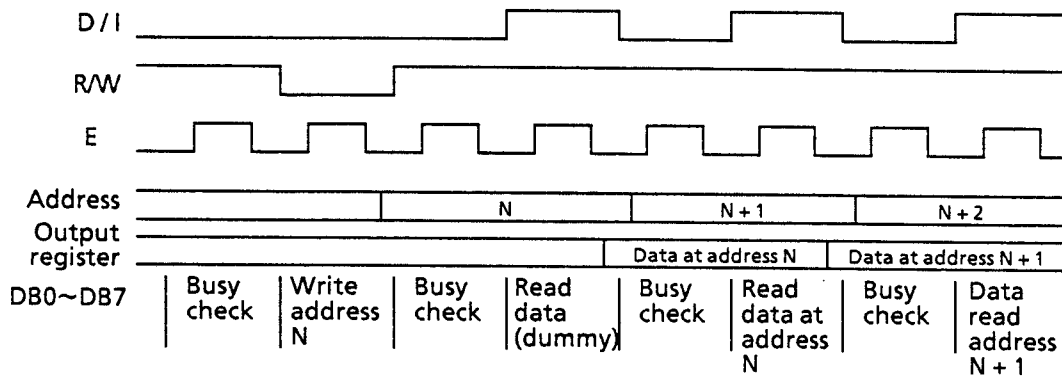 D / I
R/W
E
Address
N
N + 1
N + 2
Output
register
Data at address N
Data at address N + 1
DB0~DB7
Busy
check
Write
address
N
Busy
check
Read
data
(dummy)
Busy
check
Read
data at
address
N
Busy
check
Data
read
address
N + 1